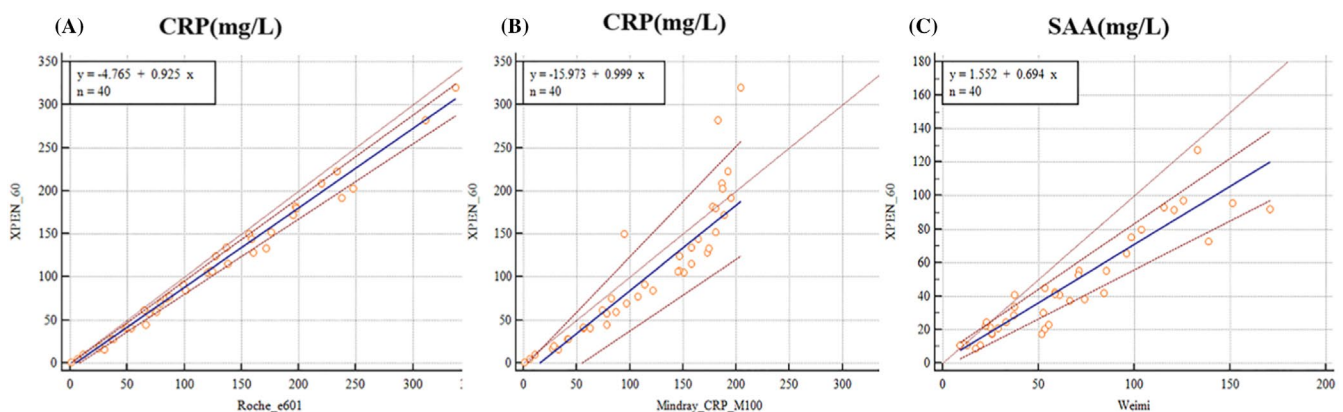 (A) CRP(mg/L)
350
300
250
200
150
100
50
0
XPEN_60
y = -4.765 + 0.925 x
n = 40
0 50 100 150 200 250 300
Roche_e601
(B) CRP(mg/L)
350
300
250
200
150
100
50
0
XPEN_60
y = -15.973 + 0.999 x
n = 40
0 50 100 150 200 250 300
Mindray_CRP_M100
(C) SAA(mg/L)
180
160
140
120
100
80
60
40
20
0
XPEN_60
y = 1.552 + 0.694 x
n = 40
0 50 100 150 200
Weimi